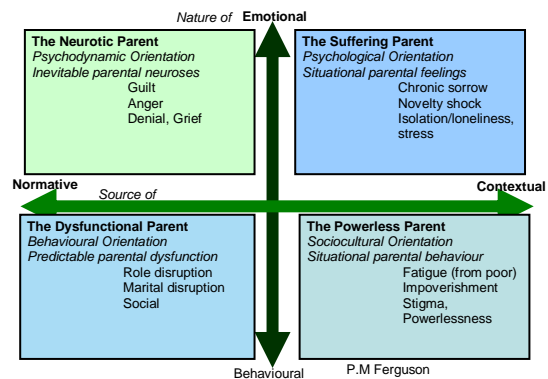 Nature of Emotional
The Neurotic Parent
Psychodynamic Orientation
Inevitable parental neuroses
Guilt
Anger
Denial, Grief
The Suffering Parent
Psychological Orientation
Situational parental feelings
Chronic sorrow
Novelty shock
Isolation/loneliness,
stress
Normative
Source of
Contextual
The Dysfunctional Parent
Behavioural Orientation
Predictable parental dysfunction
Role disruption
Marital disruption
Social
The Powerless Parent
Sociocultural Orientation
Situational parental behaviour
Fatigue (from poor)
Impoverishment
Stigma,
Powerlessness
Behavioural
P.M Ferguson